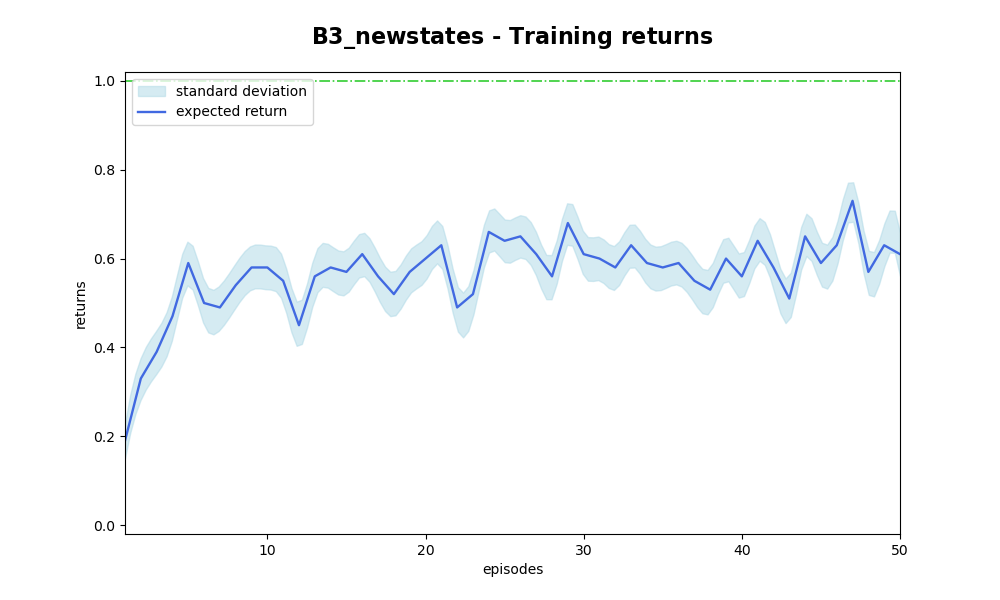 B3_newstates - Training returns
1.0
0.8
0.6
0.4
0.2
0.0
returns
standard deviation
expected return
10
20
30
40
50
episodes